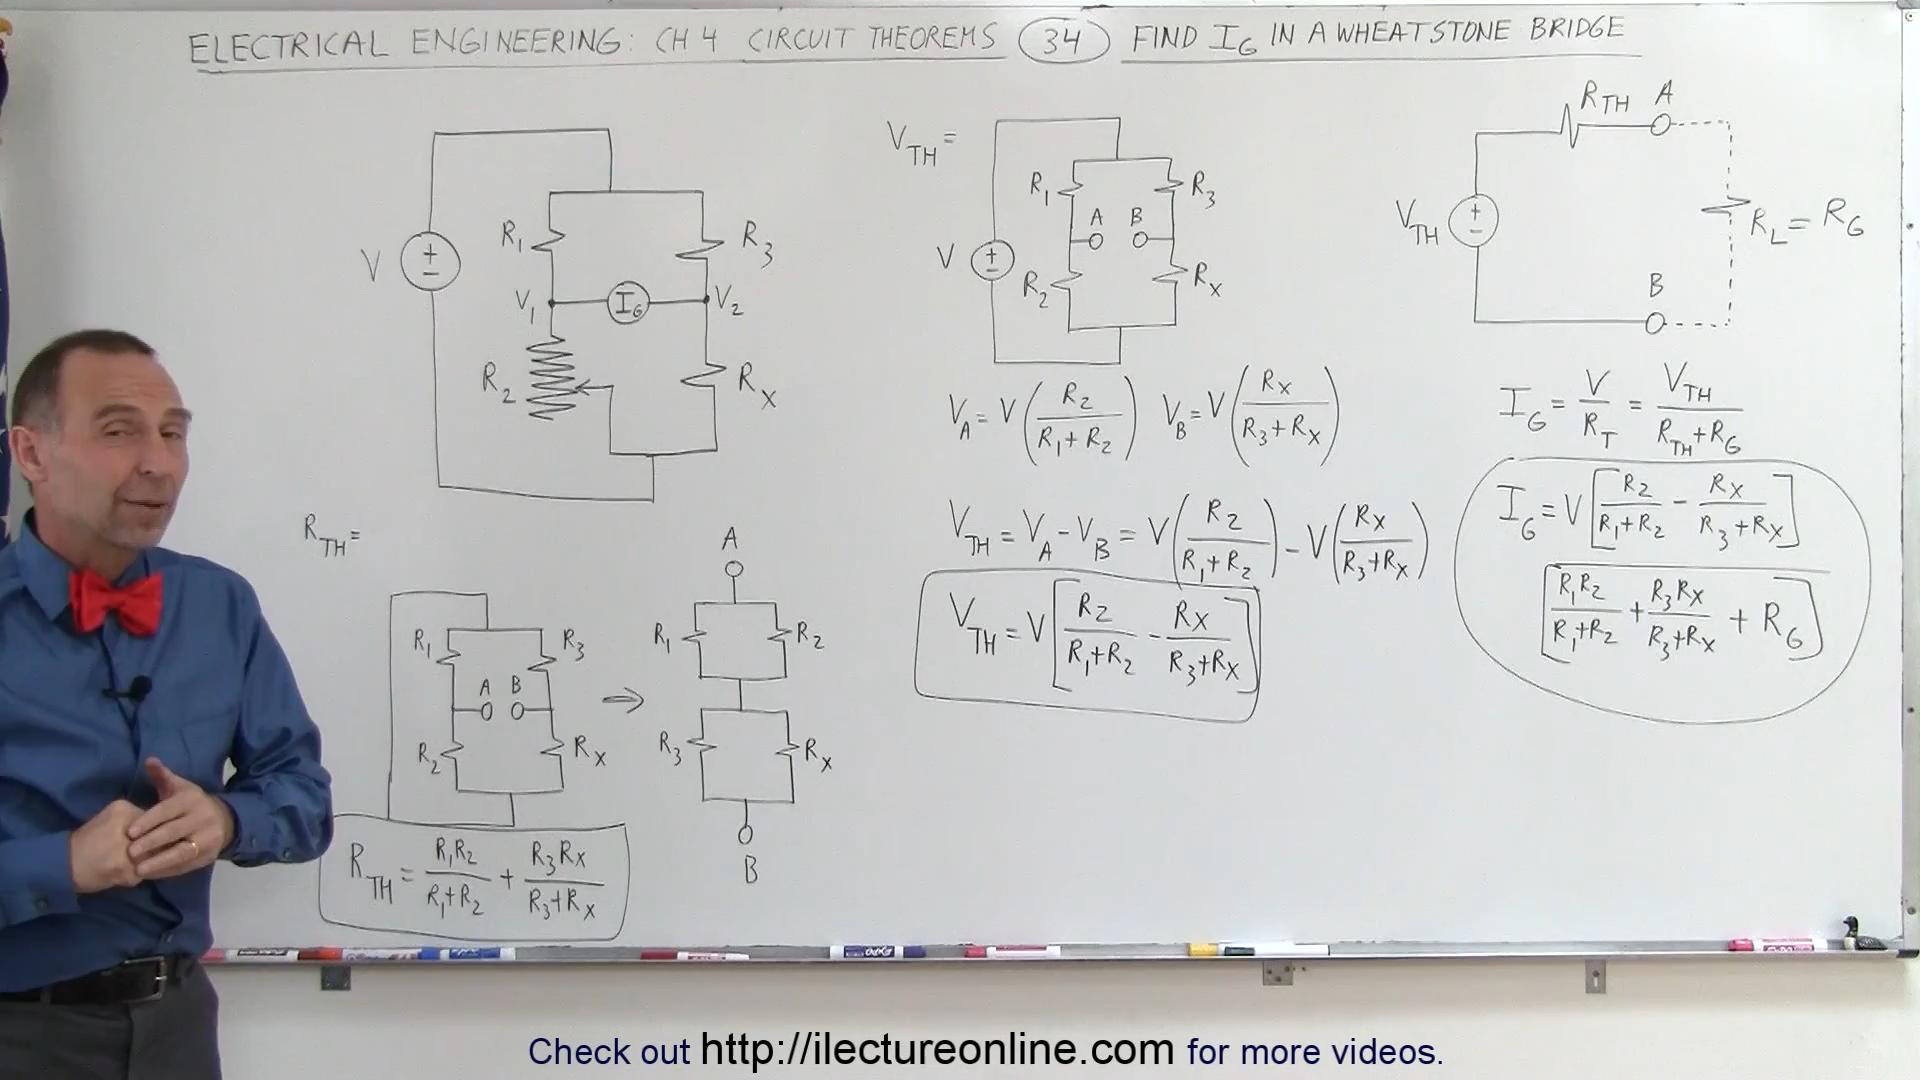 ELECTRICAL ENGINEERING: CH 4 CIRCUIT THEOREMS 34 FIND I_G IN A WHEATSTONE BRIDGE
V
+
−
R_1
R_3
V_1
I_G
V_2
R_2
R_X
R_TH =
R_1
R_3
A B
R_2
R_X
⇒
A
R_1
R_2
R_3
R_X
B
R_TH = R_1R_2/(R_1+R_2) + R_3R_X/(R_3+R_X)
V_TH =
R_1
R_3
A B
V
+
−
R_2
R_X
V_A = V(R_2/(R_1+R_2)) V_B = V(R_X/(R_3+R_X))
V_TH = V_A − V_B = V(R_2/(R_1+R_2)) − V(R_X/(R_3+R_X))
V_TH = V[R_2/(R_1+R_2) − R_X/(R_3+R_X)]
R_TH A
V_TH
+
−
R_L = R_G
B
I_G = V/R_T = V_TH/(R_TH+R_G)
I_G = V[R_2/(R_1+R_2) − R_X/(R_3+R_X)]
[R_1R_2/(R_1+R_2) + R_3R_X/(R_3+R_X) + R_G]
Check out http://ilectureonline.com for more videos.